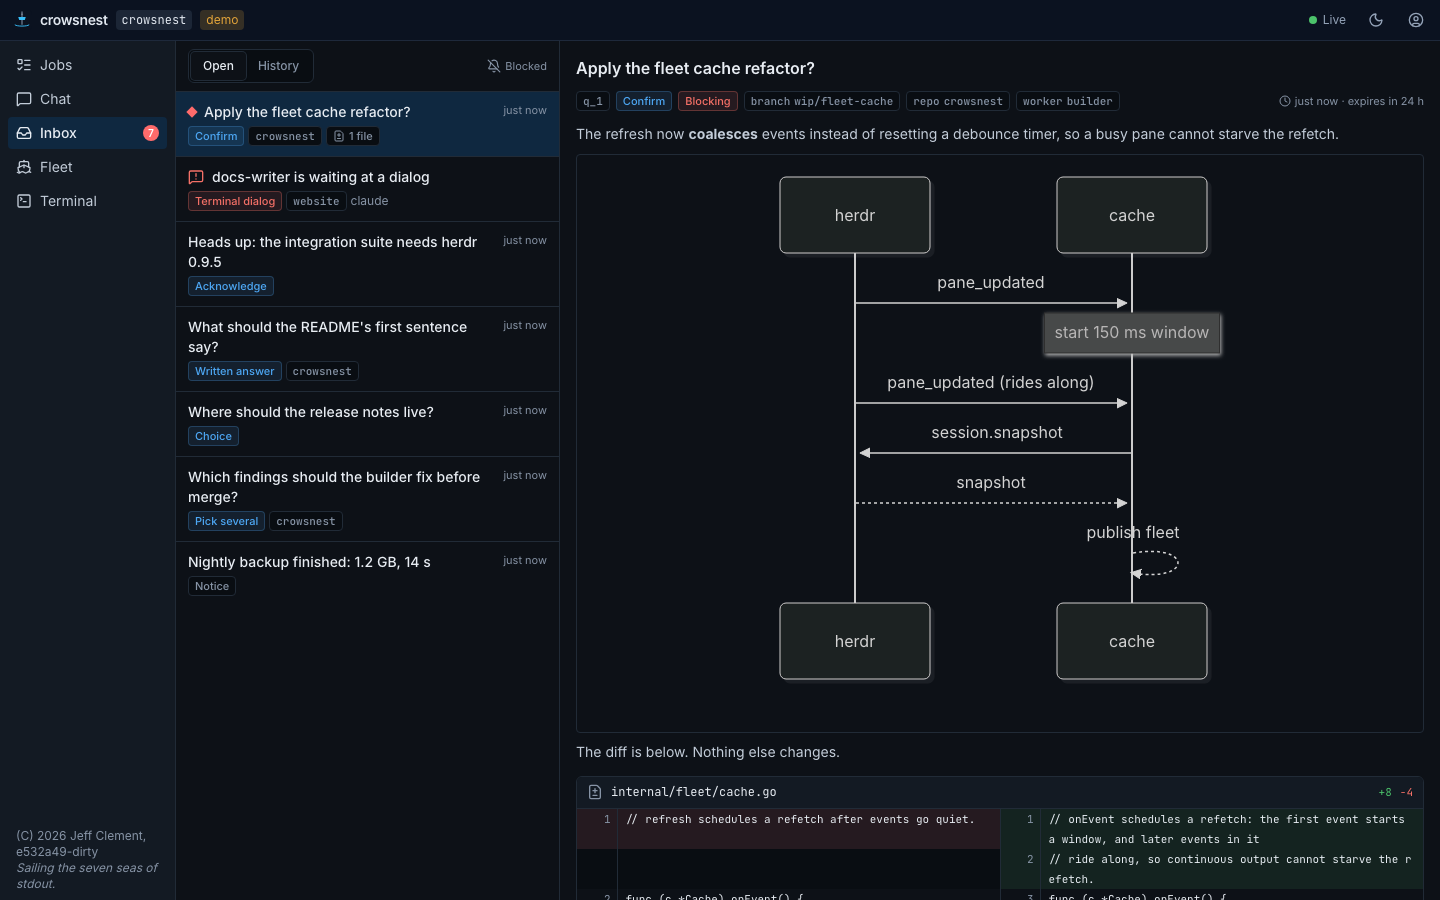 crowsnest crowsnest demo
Live
Jobs
Chat
Inbox 7
Fleet
Terminal
(C) 2026 Jeff Clement,
e532a49-dirty
Sailing the seven seas of
stdout.
Open History Blocked
Apply the fleet cache refactor? just now
Confirm crowsnest 1 file
docs-writer is waiting at a dialog
Terminal dialog website claude
Heads up: the integration suite needs herdr just now
0.9.5
Acknowledge
What should the README's first sentence just now
say?
Written answer crowsnest
Where should the release notes live? just now
Choice
Which findings should the builder fix before just now
merge?
Pick several crowsnest
Nightly backup finished: 1.2 GB, 14 s just now
Notice
Apply the fleet cache refactor?
q_1 Confirm Blocking branch wip/fleet-cache repo crowsnest worker builder just now · expires in 24 h
The refresh now coalesces events instead of resetting a debounce timer, so a busy pane cannot starve the refetch.
herdr cache
pane_updated
start 150 ms window
pane_updated (rides along)
session.snapshot
snapshot
publish fleet
herdr cache
The diff is below. Nothing else changes.
internal/fleet/cache.go +8 -4
1 // refresh schedules a refetch after events go quiet.
1 // onEvent schedules a refetch: the first event starts
a window, and later events in it
2 // ride along, so continuous output cannot starve the r
efetch.
2 func (c *Cache) onEvent() {
3 func (c *Cache) onEvent() {